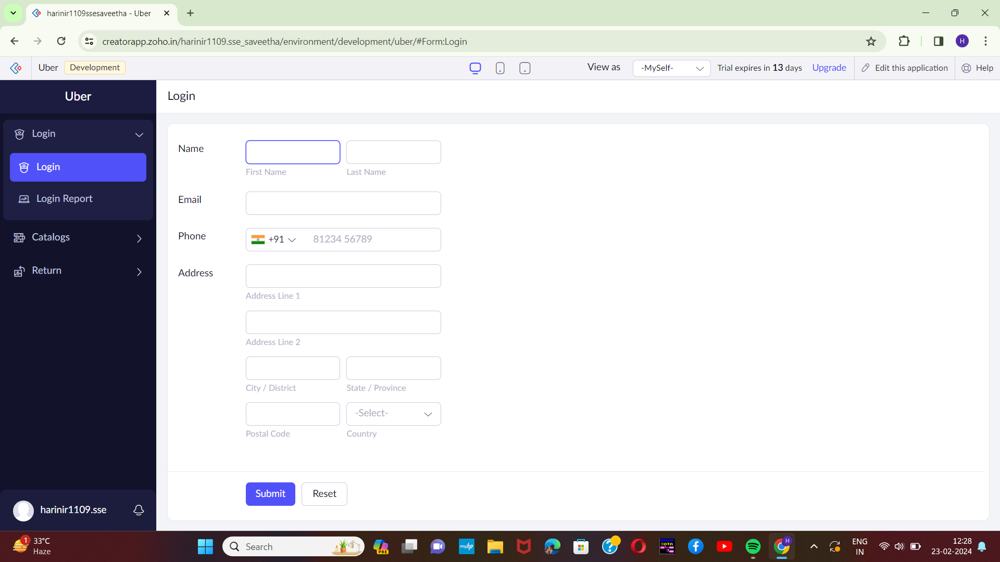 harinir1109ssesaveetha - Uber
creatorapp.zoho.in/harinir1109.sse_saveetha/environment/development/uber/#Form:Login
H
Uber Development View as -MySelf- Trial expires in 13 days Upgrade Edit this application Help
Uber
Login
Login
Login Report
Catalogs
Return
harinir1109.sse
Login
Name
First Name Last Name
Email
Phone +91 81234 56789
Address
Address Line 1
Address Line 2
City / District State / Province
-Select-
Postal Code Country
Submit Reset
1
33°C
Haze
Search
PRE
myhp
DATA
H
ENG
IN
12:28
23-02-2024